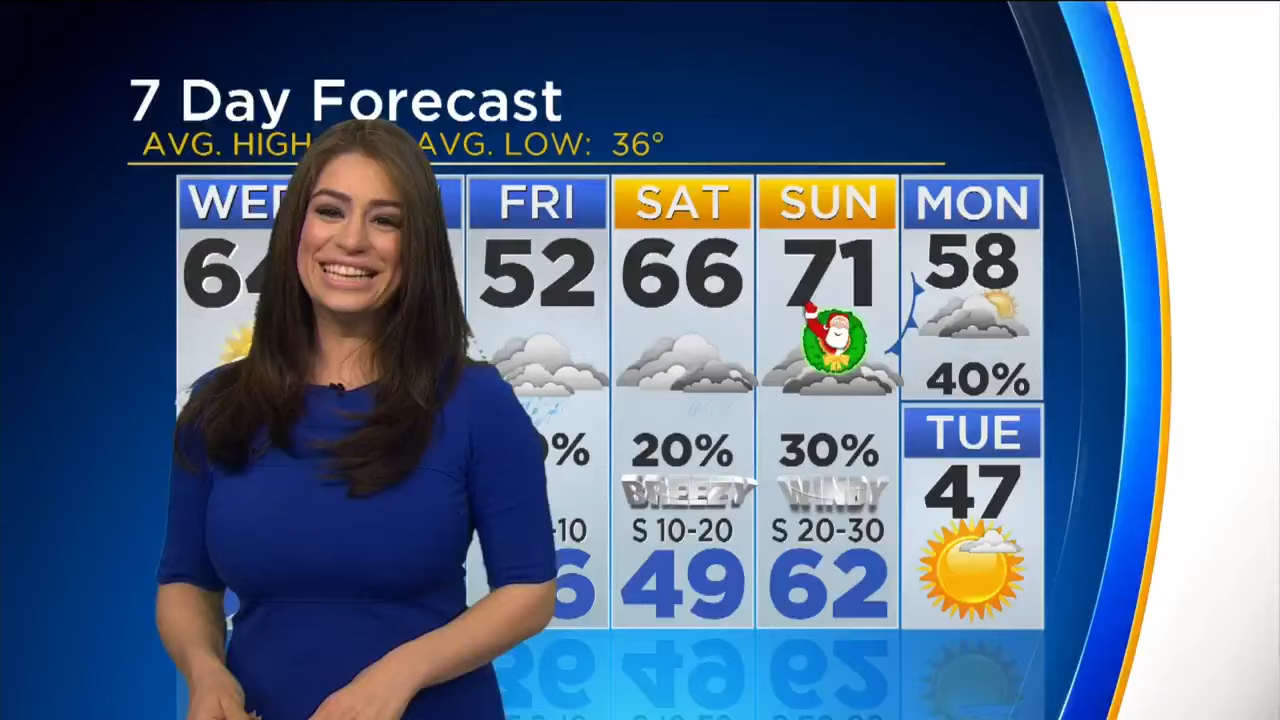 7 Day Forecast
AVG. HIGH AVG. LOW: 36°
FRI SAT SUN MON
52 66 71 58
40%
TUE
20% 30%
47
BREEZY WINDY
S 10-20 S 20-30
49 62